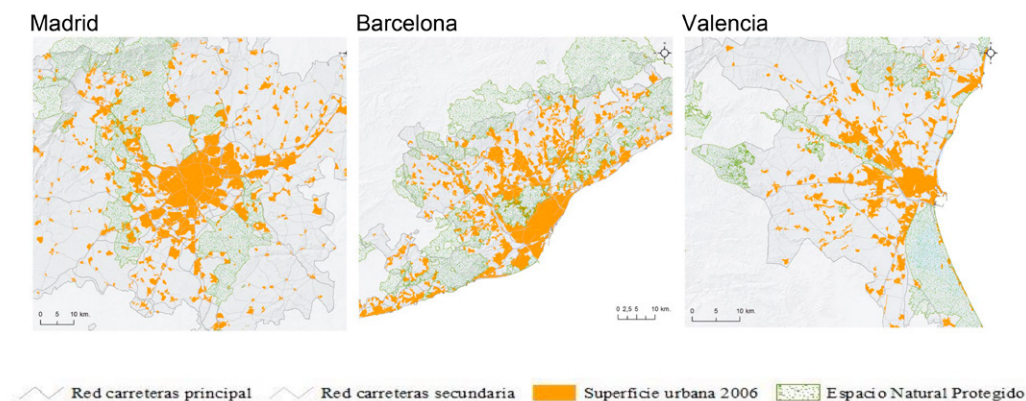 Madrid
Barcelona
Valencia
0 5 10 km.
0 2,5 5 10 km.
0 5 10 km.
Red carreteras principal
Red carreteras secundaria
Superfície urbana 2006
Espacio Natural Protegido